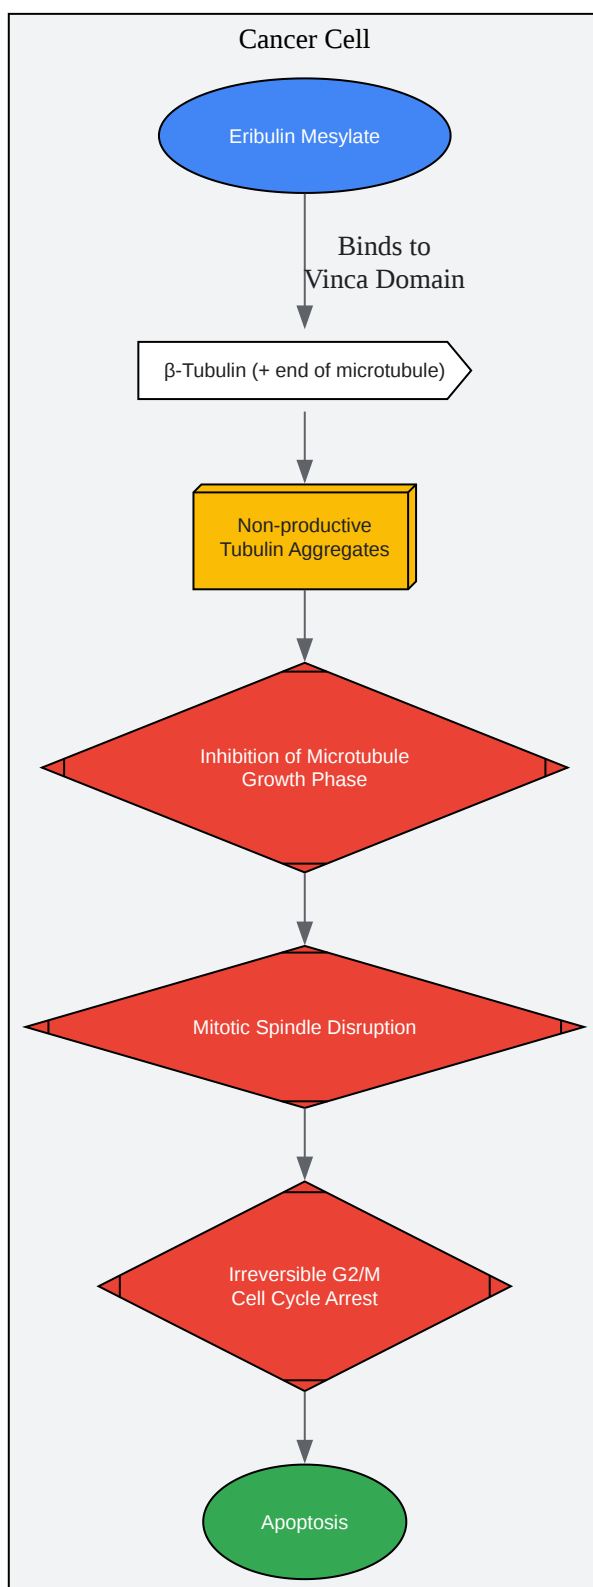 Cancer Cell
Eribulin Mesylate
Binds to
Vinca Domain
β-Tubulin (+ end of microtubule)
Non-productive
Tubulin Aggregates
Inhibition of Microtubule
Growth Phase
Mitotic Spindle Disruption
Irreversible G2/M
Cell Cycle Arrest
Apoptosis